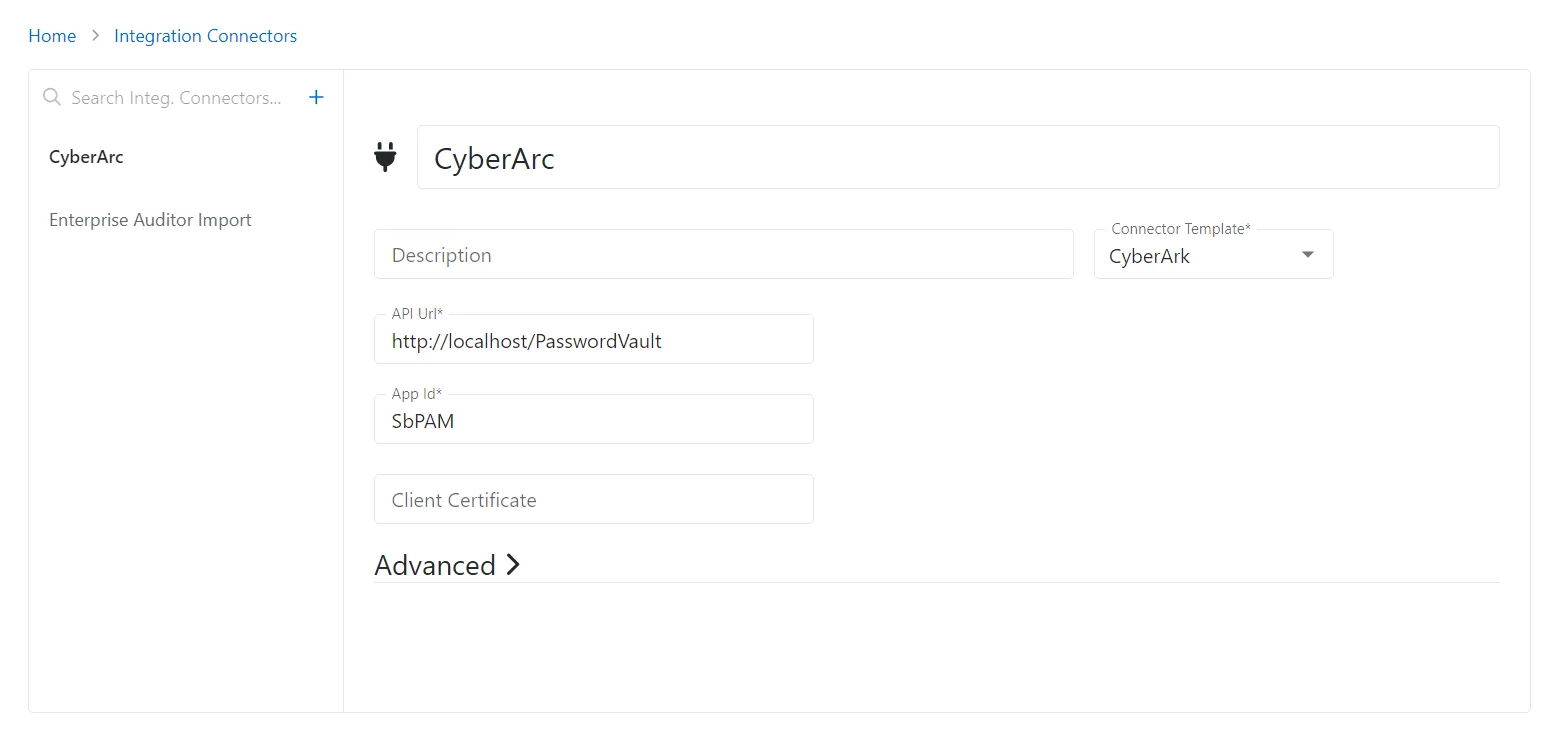 Home > Integration Connectors
Search Integ. Connectors... +
CyberArc
Enterprise Auditor Import
CyberArc
Description
Connector Template*
CyberArk
API Url*
http://localhost/PasswordVault
App Id*
SbPAM
Client Certificate
Advanced >